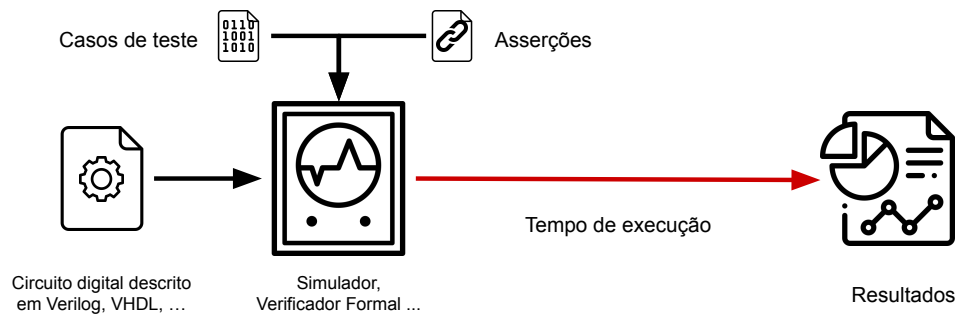 Casos de teste
0110
1001
1010
Asserções
Tempo de execução
Circuito digital descrito
em Verilog, VHDL, …
Simulador,
Verificador Formal ...
Resultados